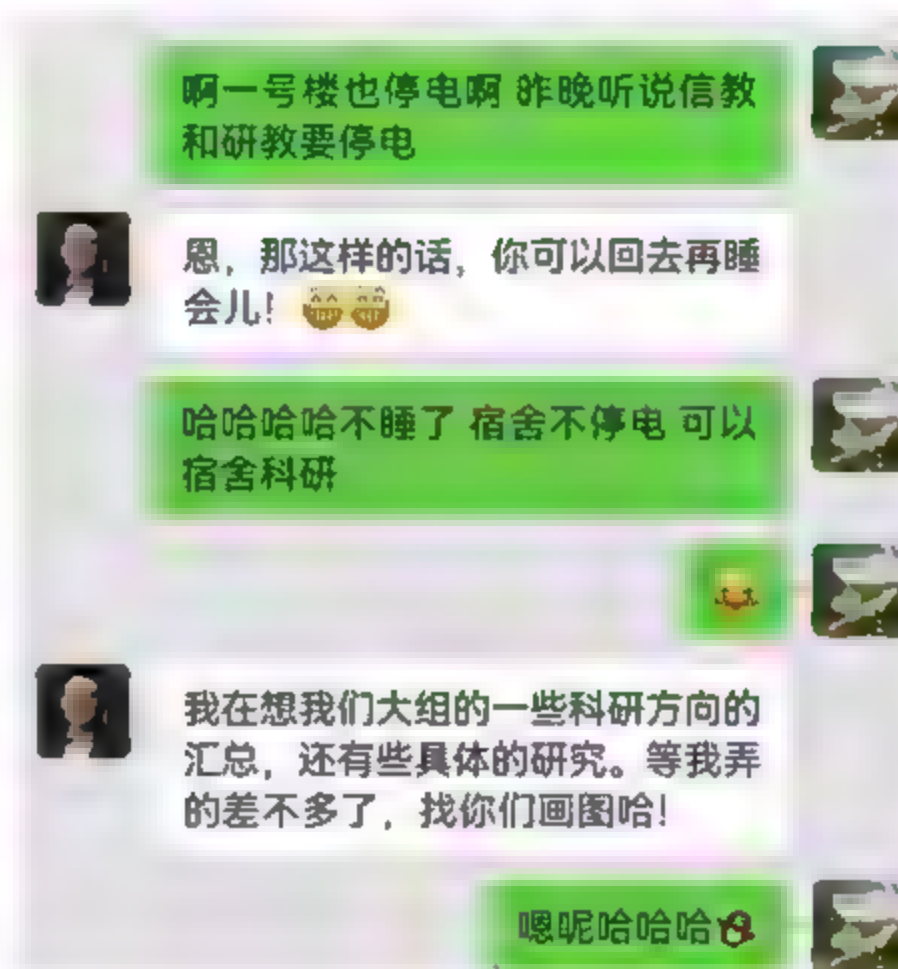 啊一号楼也停电啊 昨晚听说信教
和研教要停电
恩，那这样的话，你可以回去再睡
会儿！
哈哈哈哈不睡了 宿舍不停电 可以
宿舍科研
我在想我们大组的一些科研方向的
汇总，还有些具体的研究。等我弄
的差不多了，找你们画图哈！
嗯呢哈哈哈